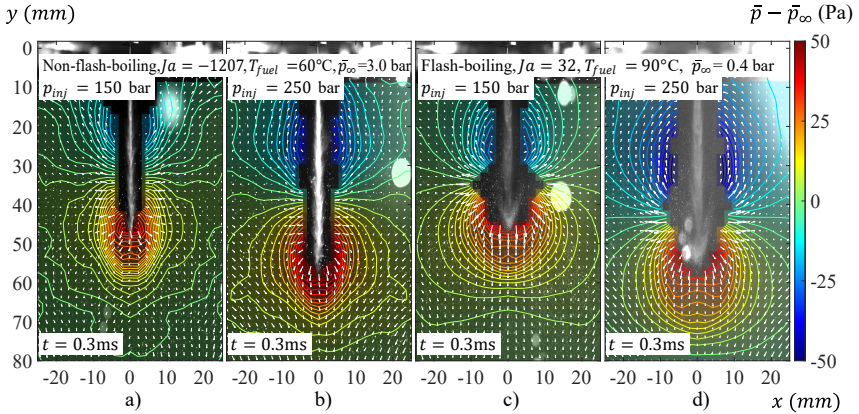 y (mm)
p̄ − p̄∞ (Pa)
Non-flash-boiling,Ja = −1207,T_fuel =60°C,p̄∞=3.0 bar
Flash-boiling,Ja = 32,T_fuel = 90°C, p̄∞ = 0.4 bar
p_inj = 150 bar
p_inj = 250 bar
p_inj = 150 bar
p_inj = 250 bar
0
10
20
30
40
50
60
70
80
t = 0.3ms
t = 0.3ms
t = 0.3ms
t = 0.3ms
50
25
0
-25
-50
-20 -10 0 10 20
-20 -10 0 10 20
-20 -10 0 10 20
-20 -10 0 10 20
a) b) c) d) x (mm)